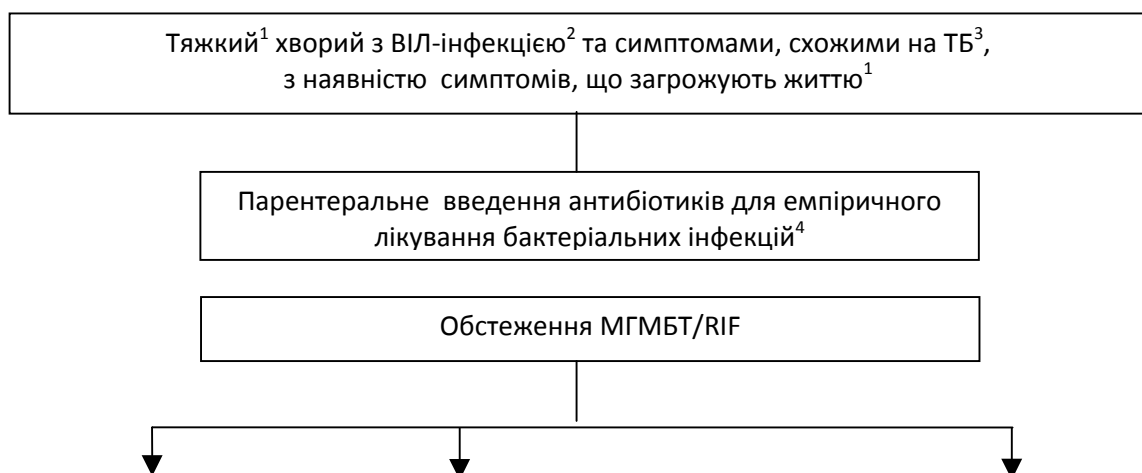 Тяжкий¹ хворий з ВІЛ-інфекцією² та симптомами, схожими на ТБ³,
з наявністю симптомів, що загрожують життю¹
Парентеральне введення антибіотиків для емпіричного
лікування бактеріальних інфекцій⁴
Обстеження МГМБТ/RIF